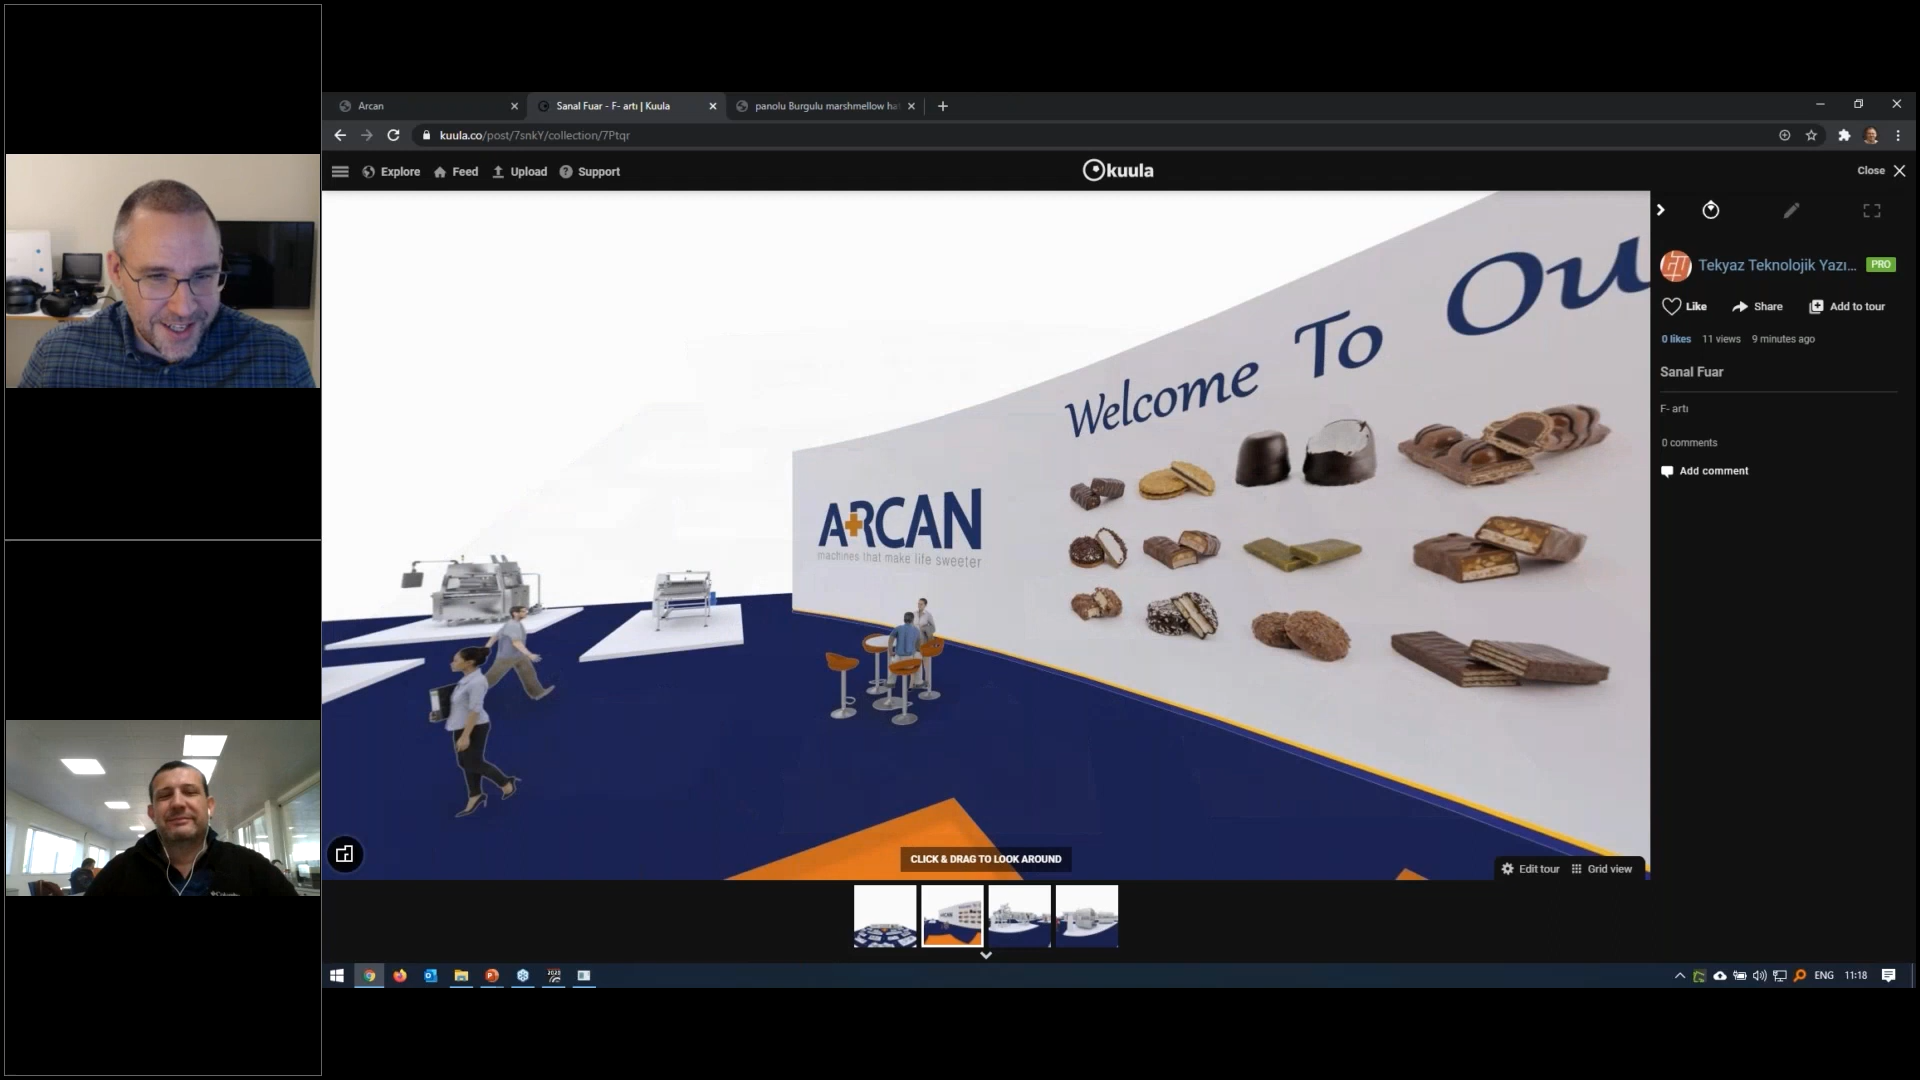 Arcan
Sanal Fuar - F- artı | Kuula
panolu Burgulu marshmellow ha
kuula.co/post/7snkY/collection/7Ptqr
Explore
Feed
Upload
Support
kuula
Close
Tekyaz Teknolojik Yazı...
PRO
Like
Share
Add to tour
0 likes
11 views
9 minutes ago
Sanal Fuar
F- artı
0 comments
Add comment
Welcome To Ou
ARCAN
machines that make life sweeter
CLICK & DRAG TO LOOK AROUND
Edit tour
Grid view
ENG
11:18